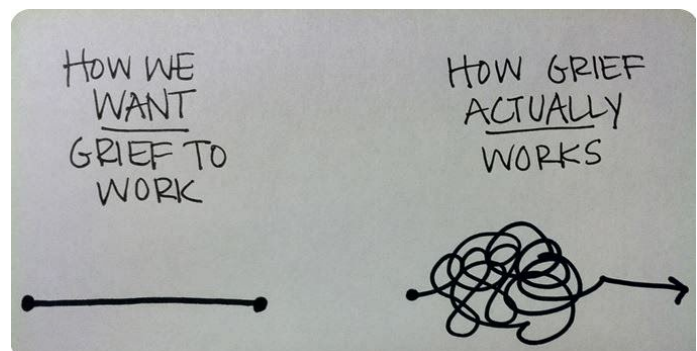 HOW WE
WANT
GRIEF TO
WORK
HOW GRIEF
ACTUALLY
WORKS